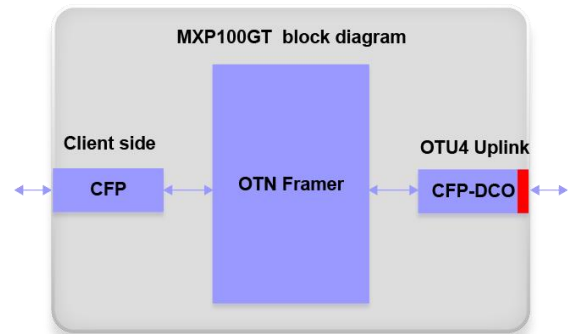 MXP100GT block diagram
Client side
OTU4 Uplink
CFP
OTN Framer
CFP-DCO